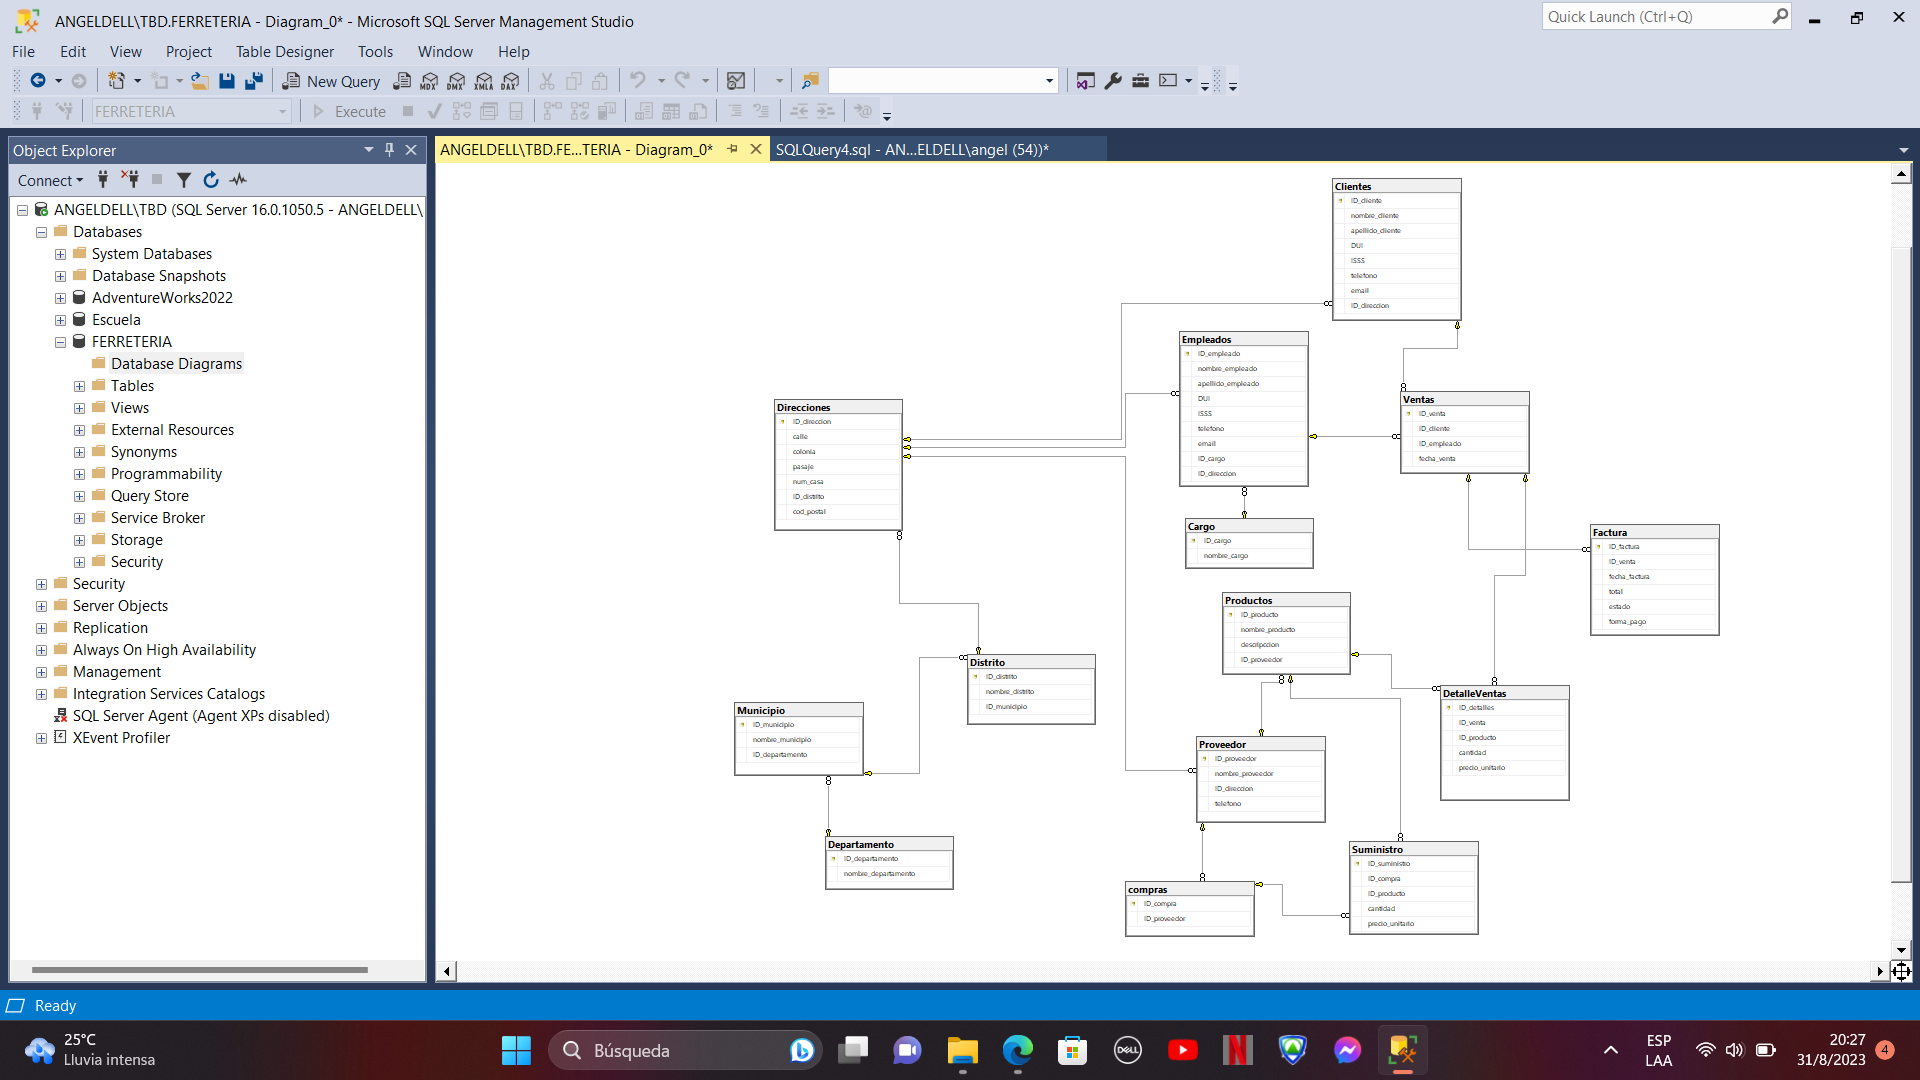 ANGELDELL\TBD.FERRETERIA - Diagram_0* - Microsoft SQL Server Management Studio
Quick Launch (Ctrl+Q)
File Edit View Project Table Designer Tools Window Help
New Query MDX DMX XMLA DAX
FERRETERIA Execute
Object Explorer
Connect
ANGELDELL\TBD (SQL Server 16.0.1050.5 - ANGELDELL\
Databases
System Databases
Database Snapshots
AdventureWorks2022
Escuela
FERRETERIA
Database Diagrams
Tables
Views
External Resources
Synonyms
Programmability
Query Store
Service Broker
Storage
Security
Security
Server Objects
Replication
Always On High Availability
Management
Integration Services Catalogs
SQL Server Agent (Agent XPs disabled)
XEvent Profiler
ANGELDELL\TBD.FE...TERIA - Diagram_0*
SQLQuery4.sql - AN...ELDELL\angel (54))*
Clientes
ID_cliente
nombre_cliente
apellido_cliente
DUI
ISSS
telefono
email
ID_direccion
Empleados
ID_empleado
nombre_empleado
apellido_empleado
DUI
ISSS
telefono
email
ID_cargo
ID_direccion
Ventas
ID_venta
ID_cliente
ID_empleado
fecha_venta
Direcciones
ID_direccion
calle
colonia
pasaje
num_casa
ID_distrito
cod_postal
Cargo
ID_cargo
nombre_cargo
Factura
ID_factura
ID_venta
fecha_factura
total
estado
forma_pago
Productos
ID_producto
nombre_producto
descripccion
ID_proveedor
Distrito
ID_distrito
nombre_distrito
ID_municipio
DetalleVentas
ID_detalles
ID_venta
ID_producto
cantidad
precio_unitario
Municipio
ID_municipio
nombre_municipio
ID_departamento
Proveedor
ID_proveedor
nombre_proveedor
ID_direccion
telefono
Departamento
ID_departamento
nombre_departamento
Suministro
ID_suministro
ID_compra
ID_producto
cantidad
precio_unitario
compras
ID_compra
ID_proveedor
Ready
25°C
Lluvia intensa
Búsqueda
DELL
N
ESP
LAA
20:27
31/8/2023
4